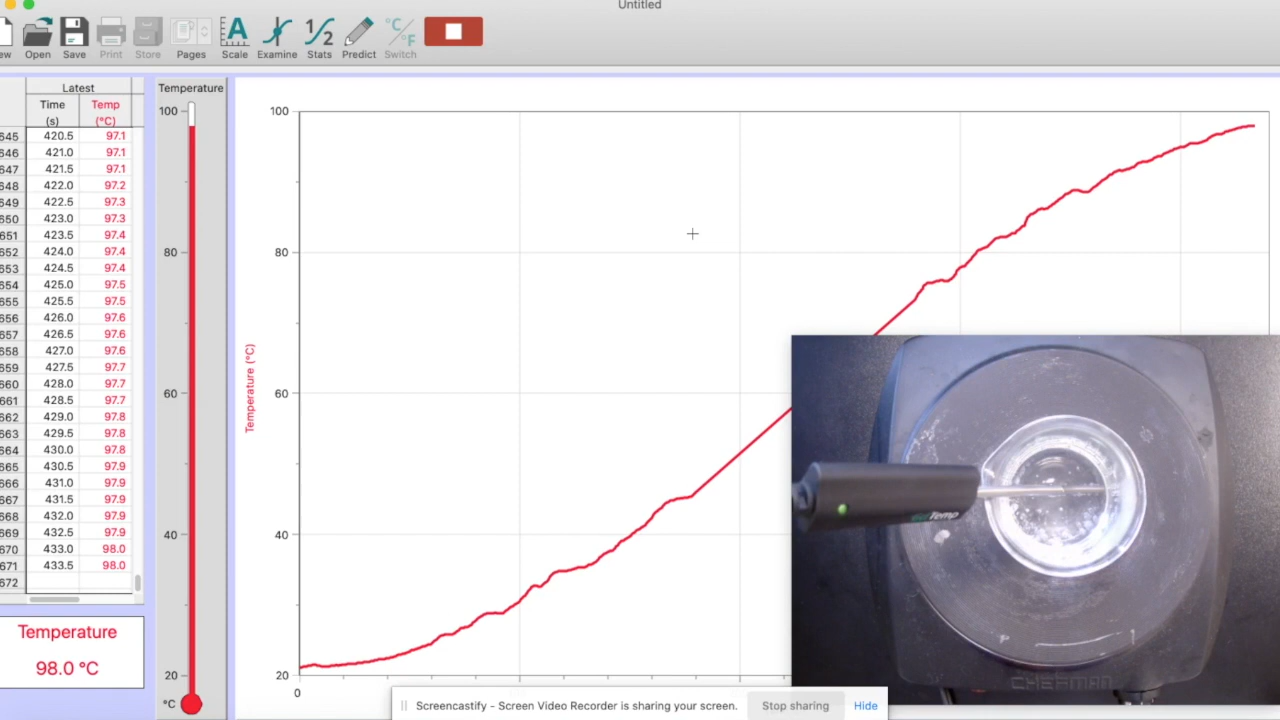 Untitled
ew Open Save Print Store Pages Scale Examine Stats Predict Switch
Latest
Time Temp
(s) (°C)
645 420.5 97.1
646 421.0 97.1
647 421.5 97.1
648 422.0 97.2
649 422.5 97.3
650 423.0 97.3
651 423.5 97.4
652 424.0 97.4
653 424.5 97.4
654 425.0 97.5
655 425.5 97.5
656 426.0 97.6
657 426.5 97.6
658 427.0 97.6
659 427.5 97.7
660 428.0 97.7
661 428.5 97.7
662 429.0 97.8
663 429.5 97.8
664 430.0 97.8
665 430.5 97.9
666 431.0 97.9
667 431.5 97.9
668 432.0 97.9
669 432.5 97.9
670 433.0 98.0
671 433.5 98.0
672
Temperature
98.0 °C
Temperature
100
80
60
40
20
°C
Temperature (°C)
100
80
60
40
20
0
Temp
CHEFMAN
Screencastify - Screen Video Recorder is sharing your screen. Stop sharing Hide